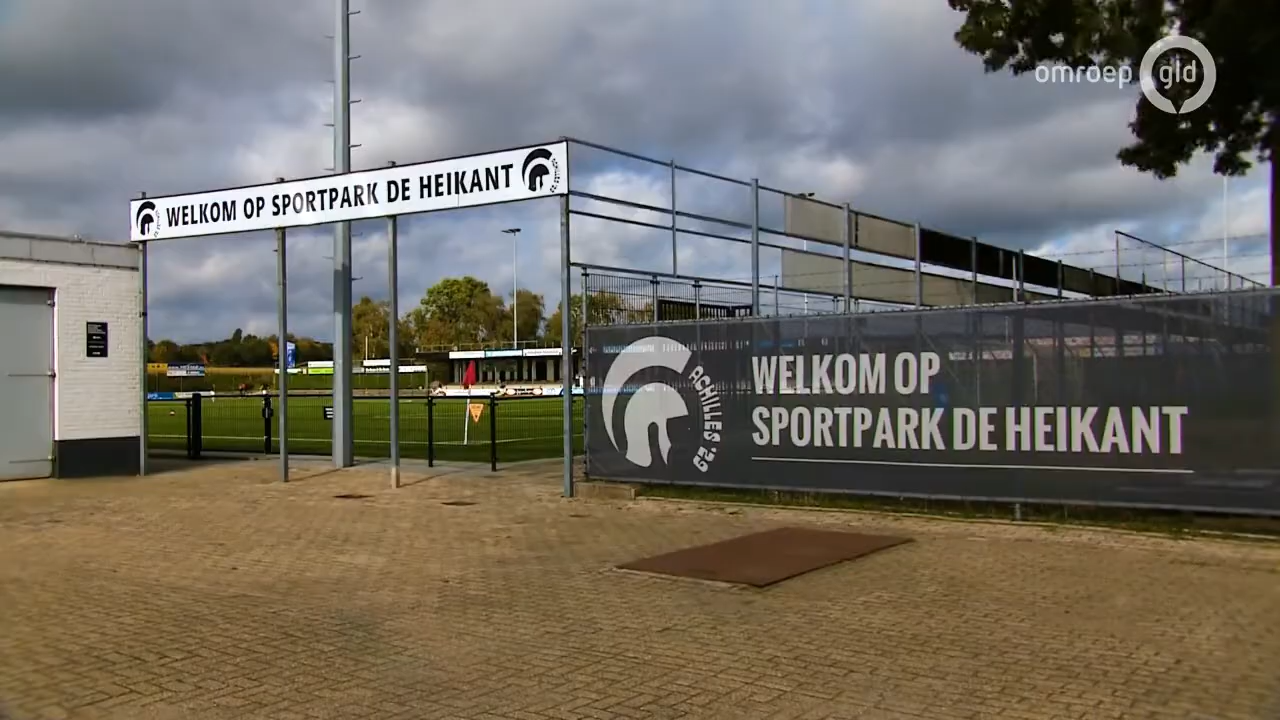 omroep gld
WELKOM OP SPORTPARK DE HEIKANT
ACHILLES '29
WELKOM OP
SPORTPARK DE HEIKANT